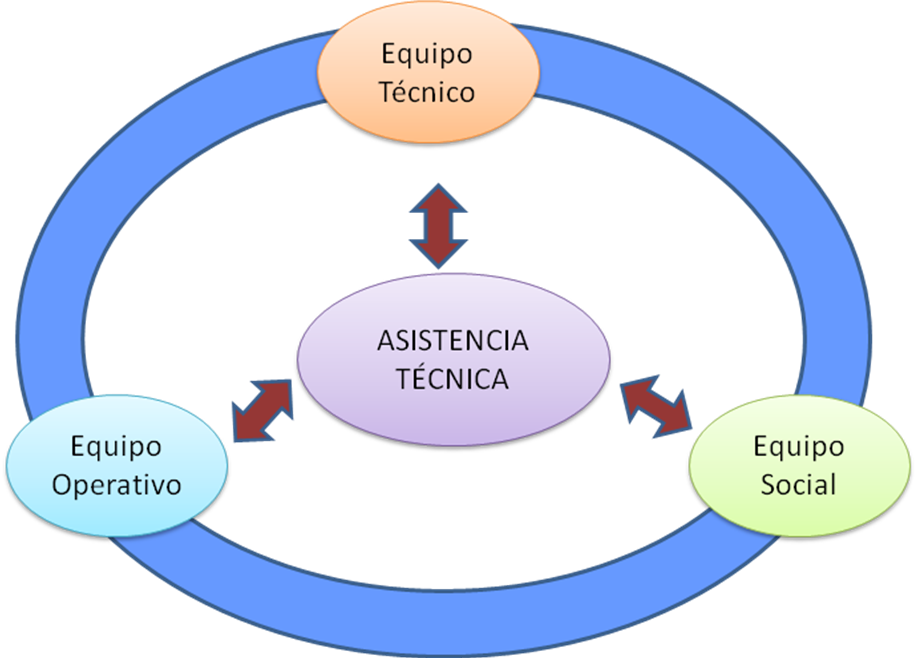 Equipo
Técnico
ASISTENCIA
TÉCNICA
Equipo
Operativo
Equipo
Social